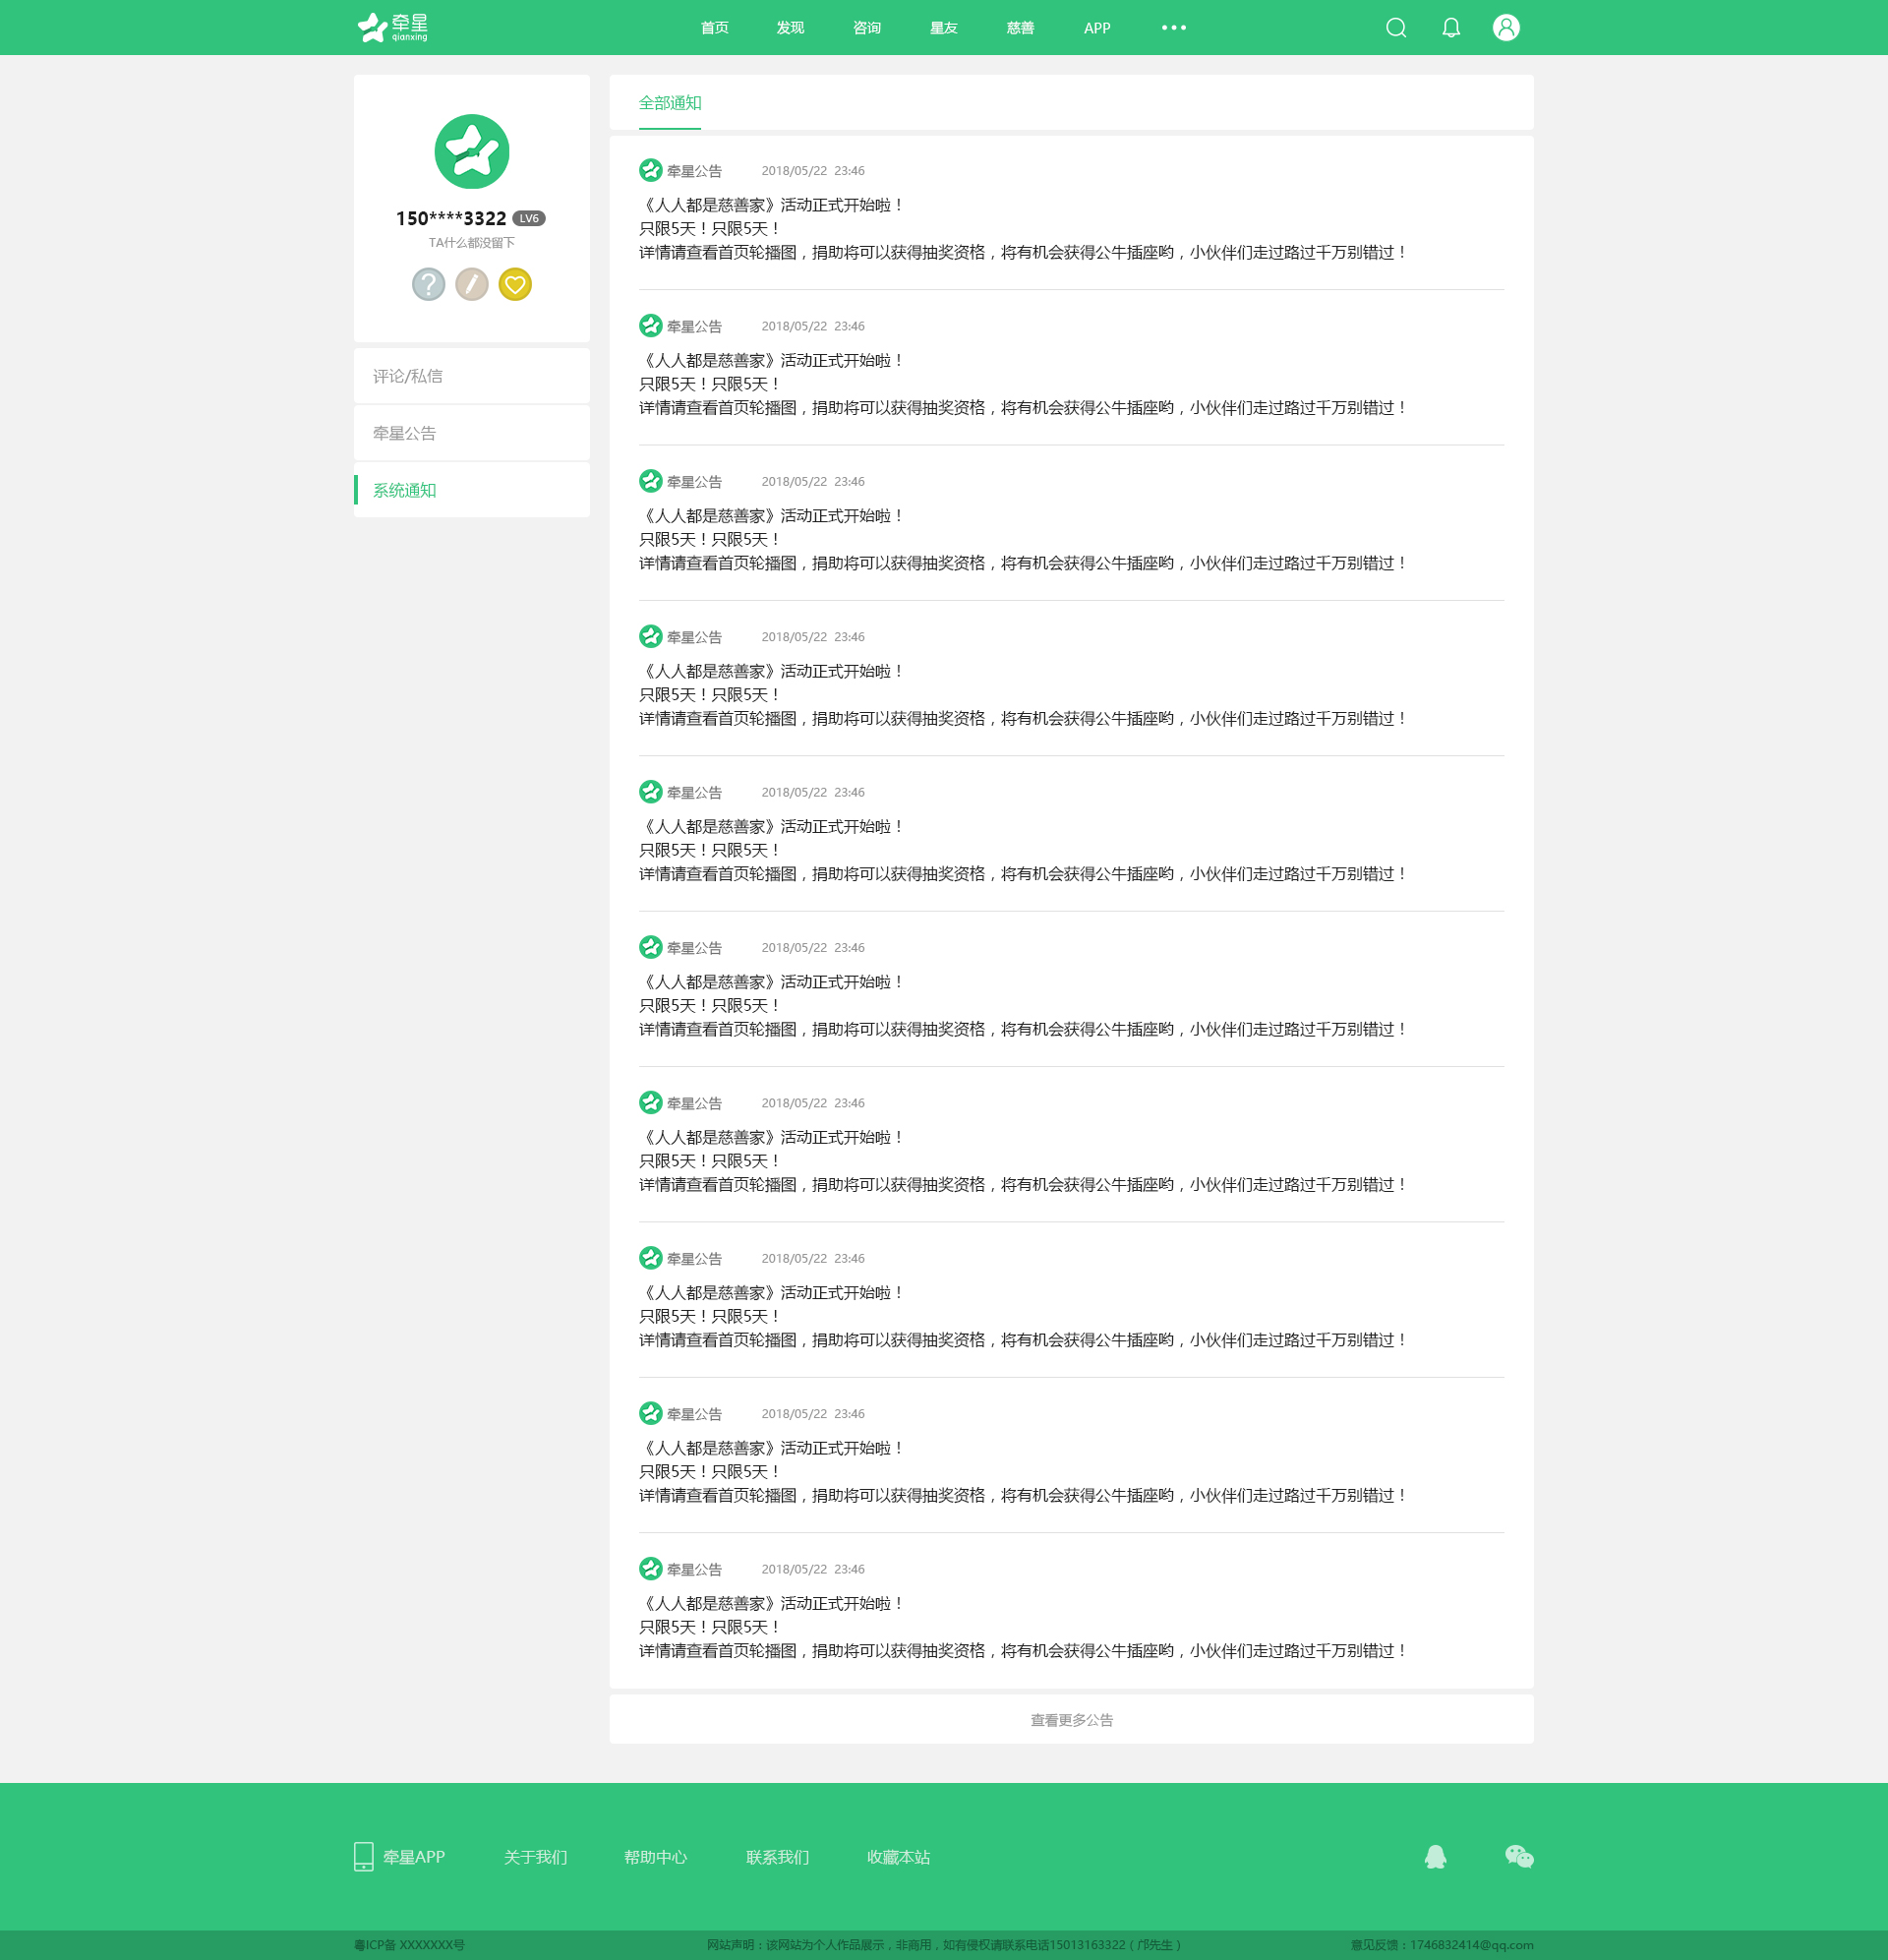 牵星
qianxing
首页 发现 咨询 星友 慈善 APP
150****3322 LV6
TA什么都没留下
评论/私信
牵星公告
系统通知
全部通知
牵星公告 2018/05/22 23:46
《人人都是慈善家》活动正式开始啦！
只限5天！只限5天！
详情请查看首页轮播图，捐助将可以获得抽奖资格，将有机会获得公牛插座哟，小伙伴们走过路过千万别错过！
牵星公告 2018/05/22 23:46
《人人都是慈善家》活动正式开始啦！
只限5天！只限5天！
详情请查看首页轮播图，捐助将可以获得抽奖资格，将有机会获得公牛插座哟，小伙伴们走过路过千万别错过！
牵星公告 2018/05/22 23:46
《人人都是慈善家》活动正式开始啦！
只限5天！只限5天！
详情请查看首页轮播图，捐助将可以获得抽奖资格，将有机会获得公牛插座哟，小伙伴们走过路过千万别错过！
牵星公告 2018/05/22 23:46
《人人都是慈善家》活动正式开始啦！
只限5天！只限5天！
详情请查看首页轮播图，捐助将可以获得抽奖资格，将有机会获得公牛插座哟，小伙伴们走过路过千万别错过！
牵星公告 2018/05/22 23:46
《人人都是慈善家》活动正式开始啦！
只限5天！只限5天！
详情请查看首页轮播图，捐助将可以获得抽奖资格，将有机会获得公牛插座哟，小伙伴们走过路过千万别错过！
牵星公告 2018/05/22 23:46
《人人都是慈善家》活动正式开始啦！
只限5天！只限5天！
详情请查看首页轮播图，捐助将可以获得抽奖资格，将有机会获得公牛插座哟，小伙伴们走过路过千万别错过！
牵星公告 2018/05/22 23:46
《人人都是慈善家》活动正式开始啦！
只限5天！只限5天！
详情请查看首页轮播图，捐助将可以获得抽奖资格，将有机会获得公牛插座哟，小伙伴们走过路过千万别错过！
牵星公告 2018/05/22 23:46
《人人都是慈善家》活动正式开始啦！
只限5天！只限5天！
详情请查看首页轮播图，捐助将可以获得抽奖资格，将有机会获得公牛插座哟，小伙伴们走过路过千万别错过！
牵星公告 2018/05/22 23:46
《人人都是慈善家》活动正式开始啦！
只限5天！只限5天！
详情请查看首页轮播图，捐助将可以获得抽奖资格，将有机会获得公牛插座哟，小伙伴们走过路过千万别错过！
牵星公告 2018/05/22 23:46
《人人都是慈善家》活动正式开始啦！
只限5天！只限5天！
详情请查看首页轮播图，捐助将可以获得抽奖资格，将有机会获得公牛插座哟，小伙伴们走过路过千万别错过！
查看更多公告
牵星APP 关于我们 帮助中心 联系我们 收藏本站
粤ICP备 XXXXXXX号 网站声明：该网站为个人作品展示，非商用，如有侵权请联系电话15013163322（邝先生） 意见反馈：1746832414@qq.com